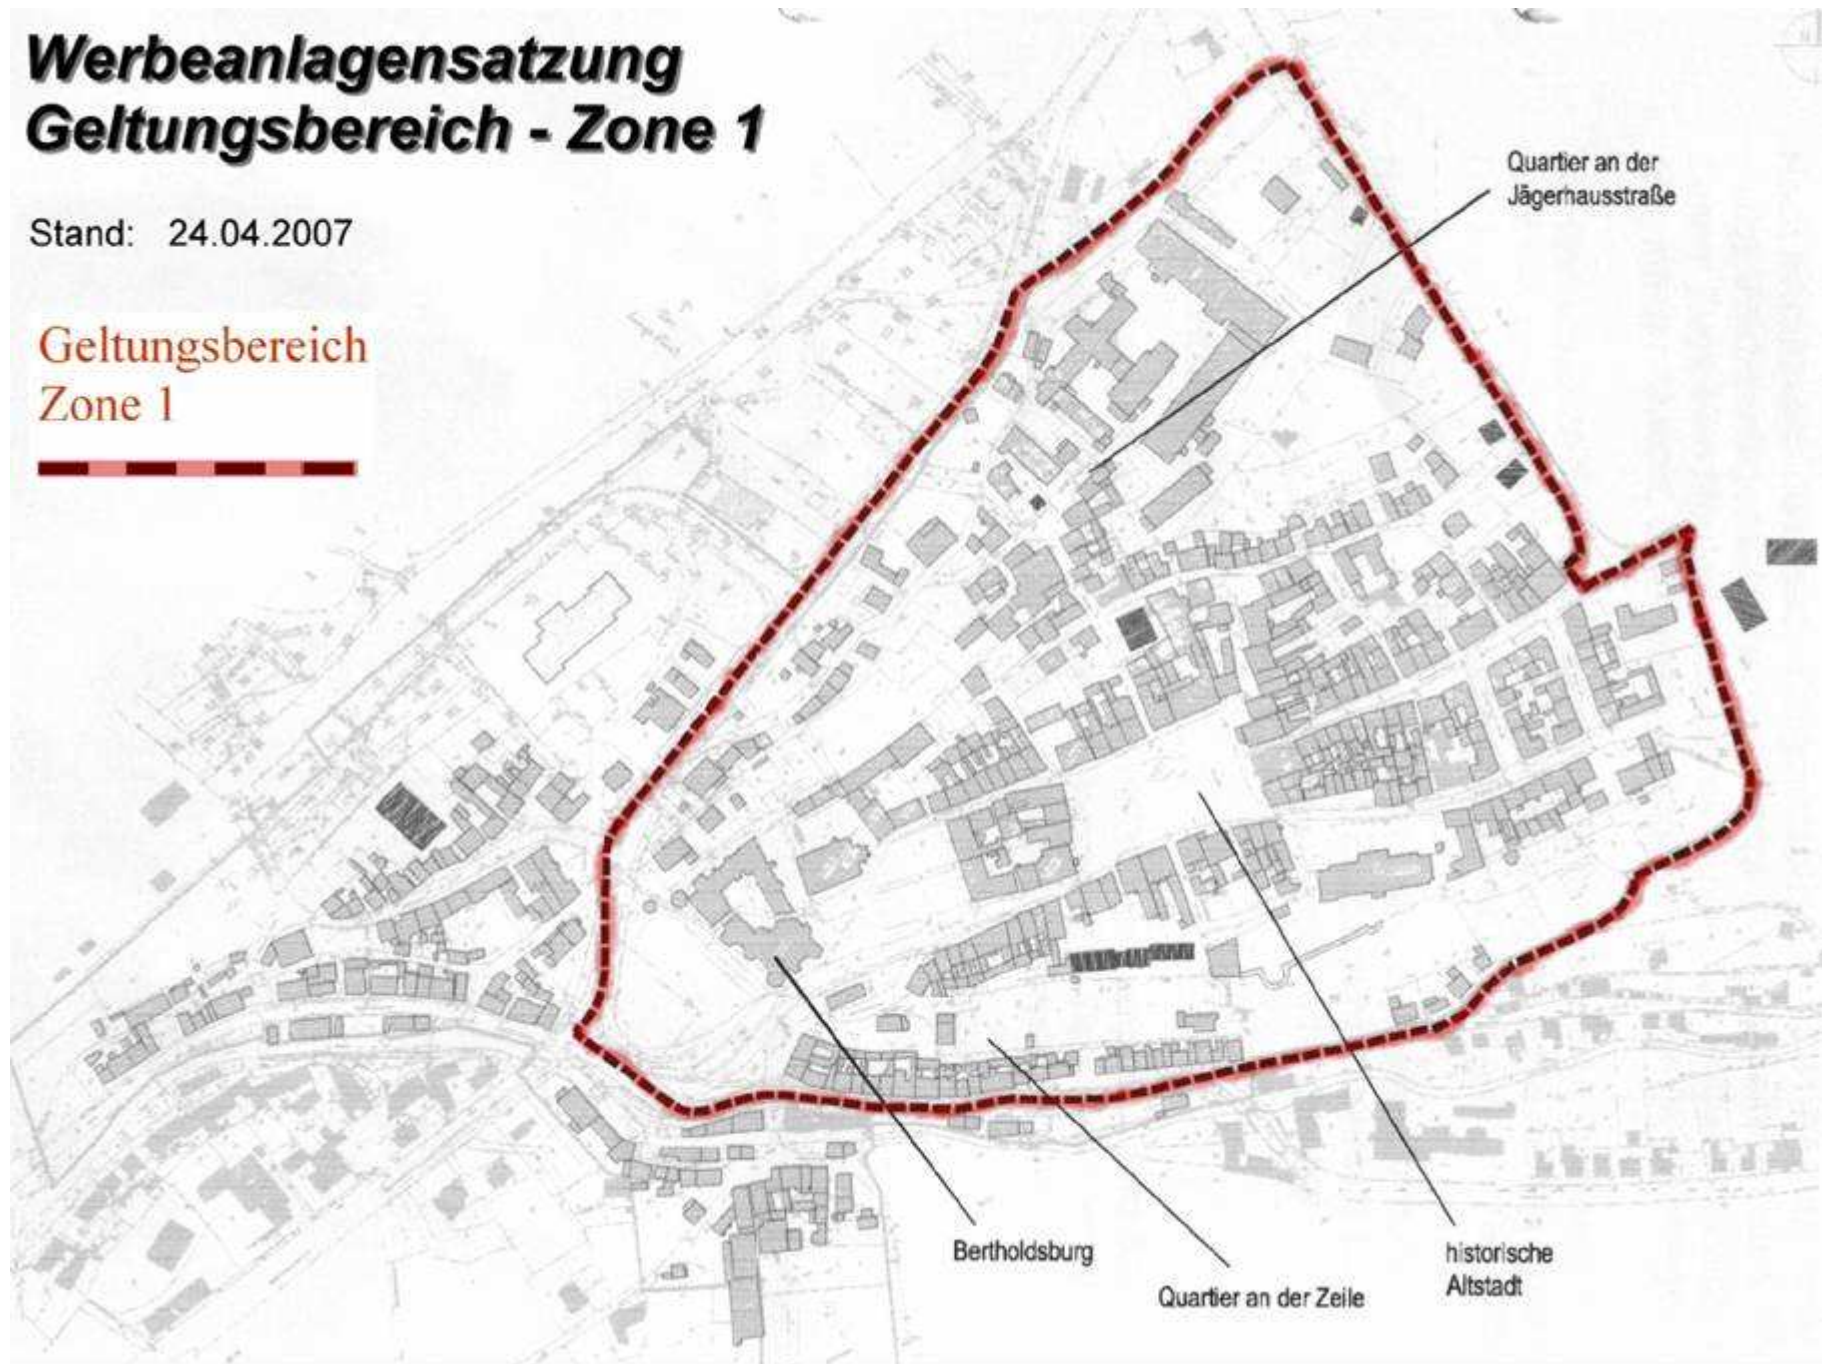 Werbeanlagensatzung
Geltungsbereich - Zone 1
Stand: 24.04.2007
Geltungsbereich
Zone 1
Quartier an der
Jägerhausstraße
Bertholdsburg
Quartier an der Zeile
historische
Altstadt